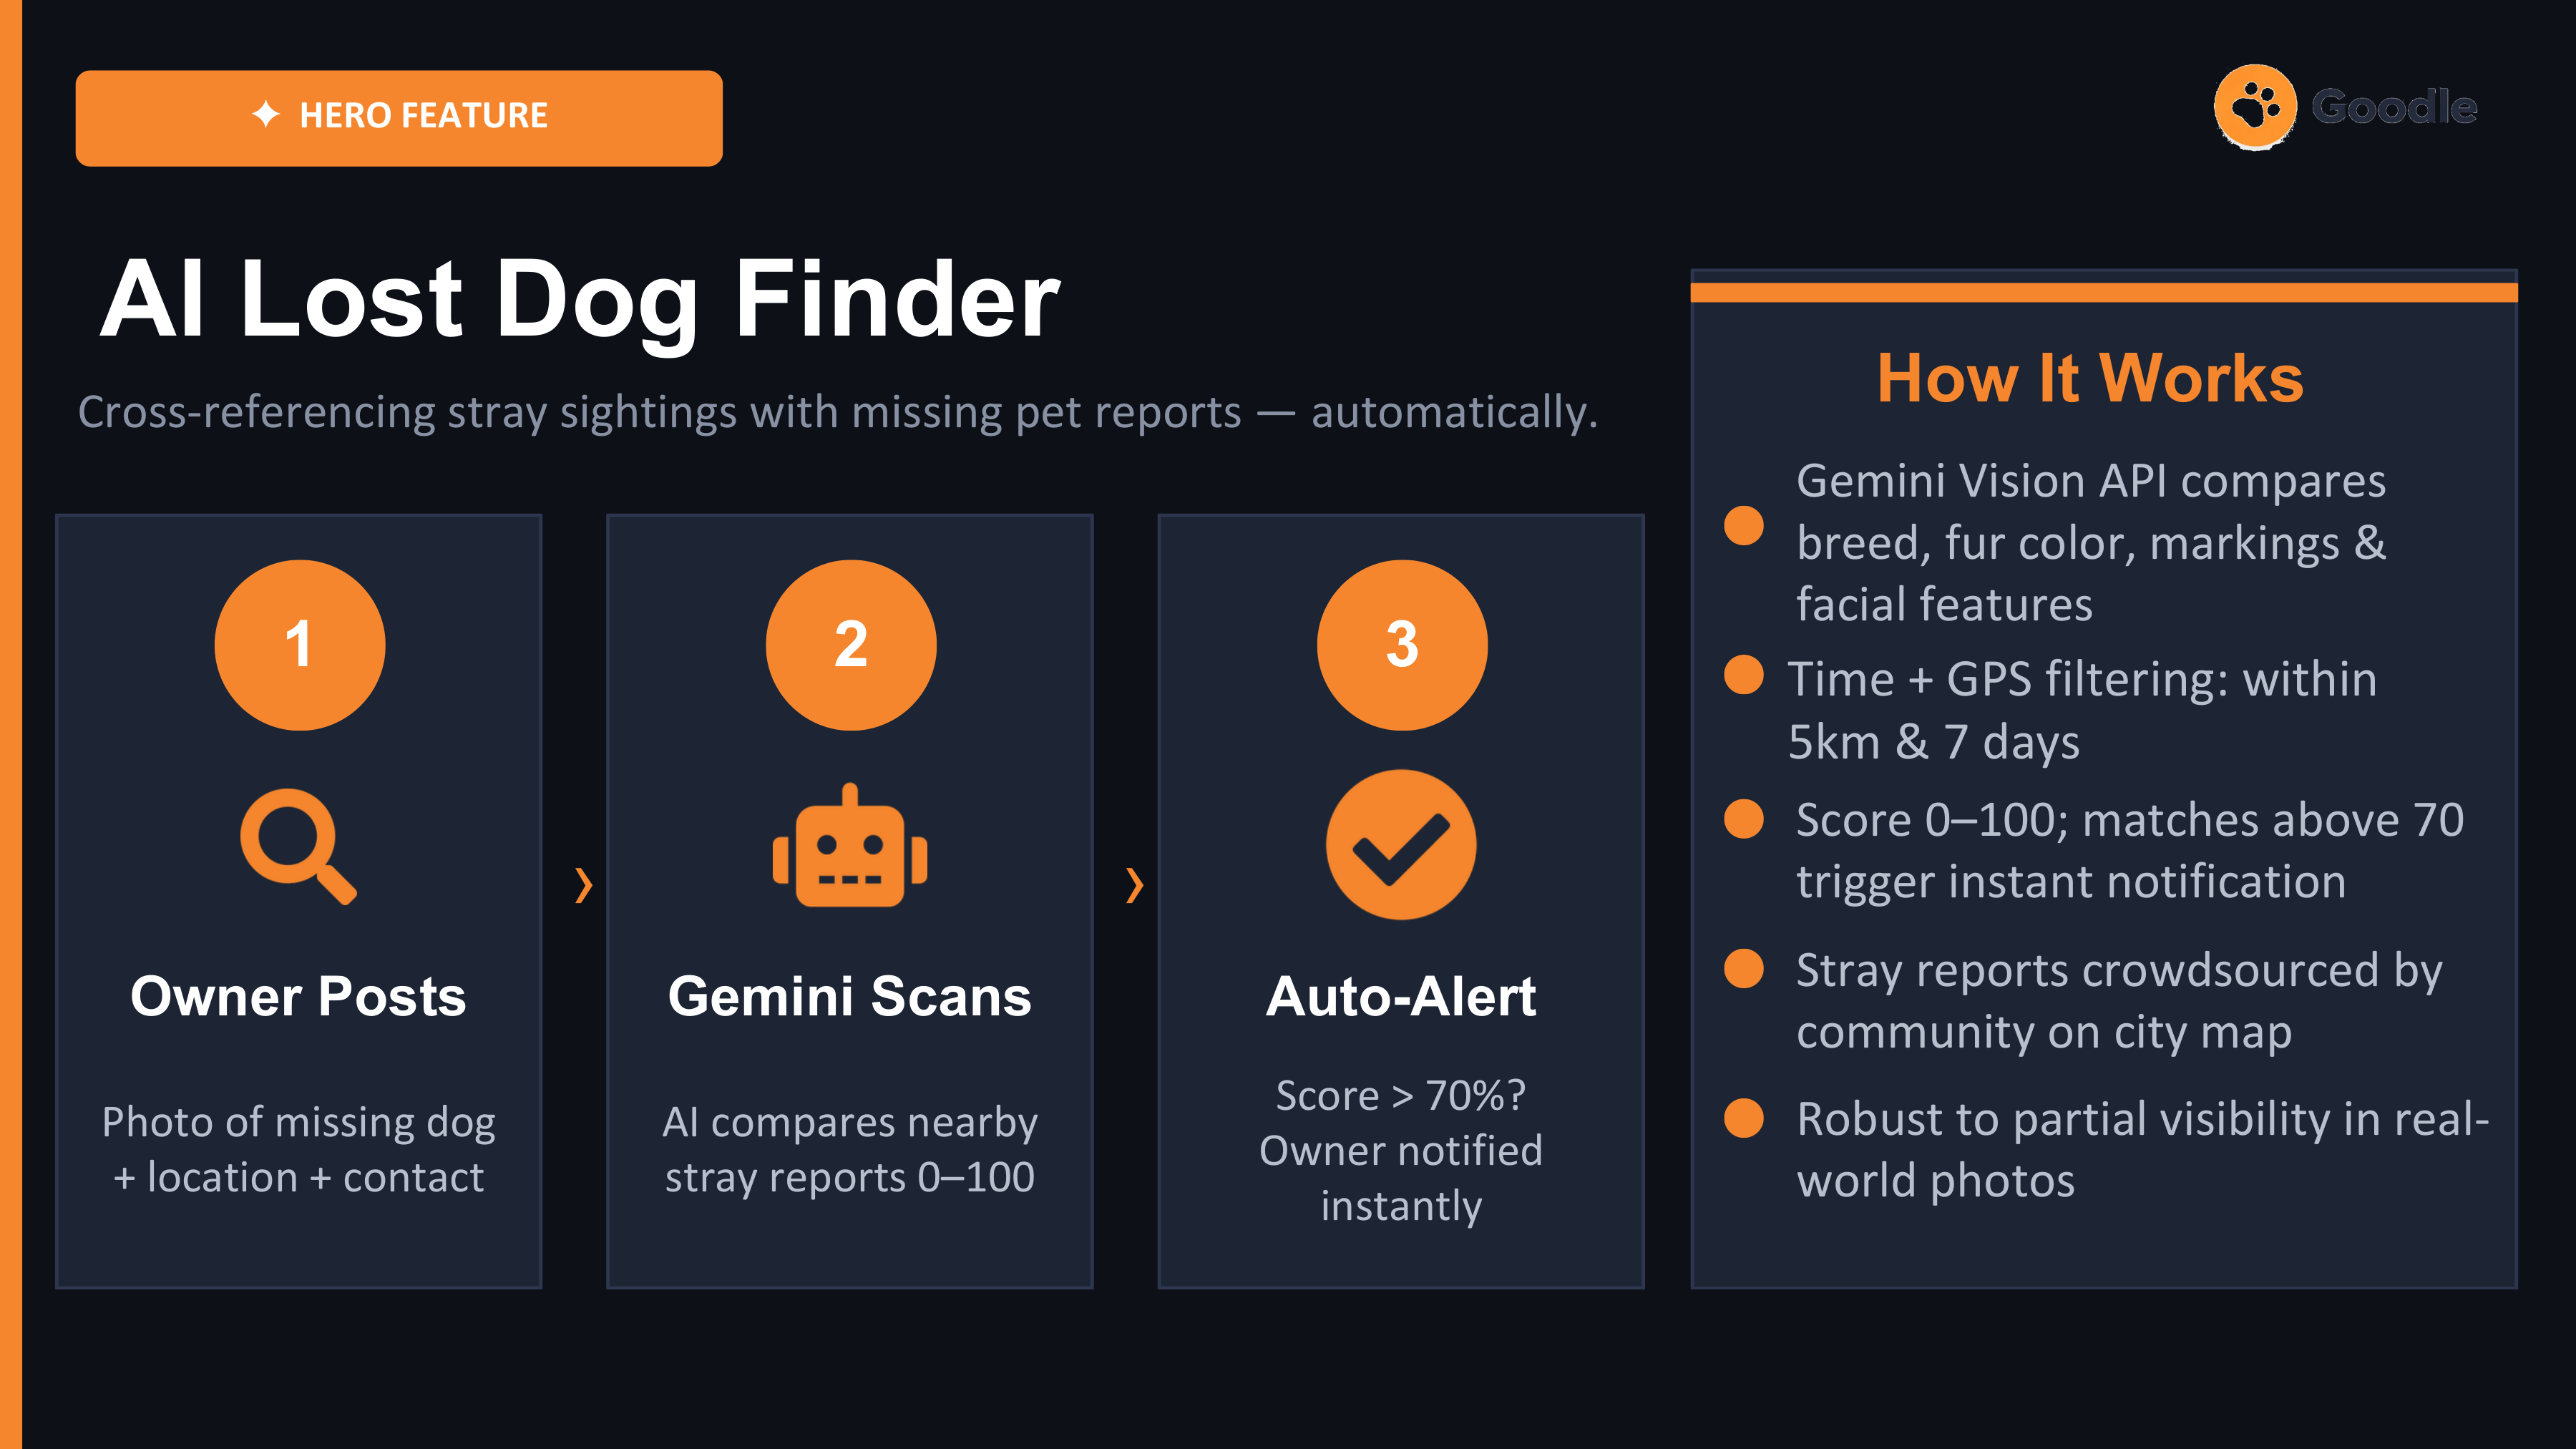 ✦ HERO FEATURE
Goodle
AI Lost Dog Finder
Cross-referencing stray sightings with missing pet reports — automatically.
1
Owner Posts
Photo of missing dog
+ location + contact
›
2
Gemini Scans
AI compares nearby
stray reports 0–100
›
3
Auto-Alert
Score > 70%?
Owner notified
instantly
How It Works
Gemini Vision API compares
breed, fur color, markings &
facial features
Time + GPS filtering: within
5km & 7 days
Score 0–100; matches above 70
trigger instant notification
Stray reports crowdsourced by
community on city map
Robust to partial visibility in real-
world photos